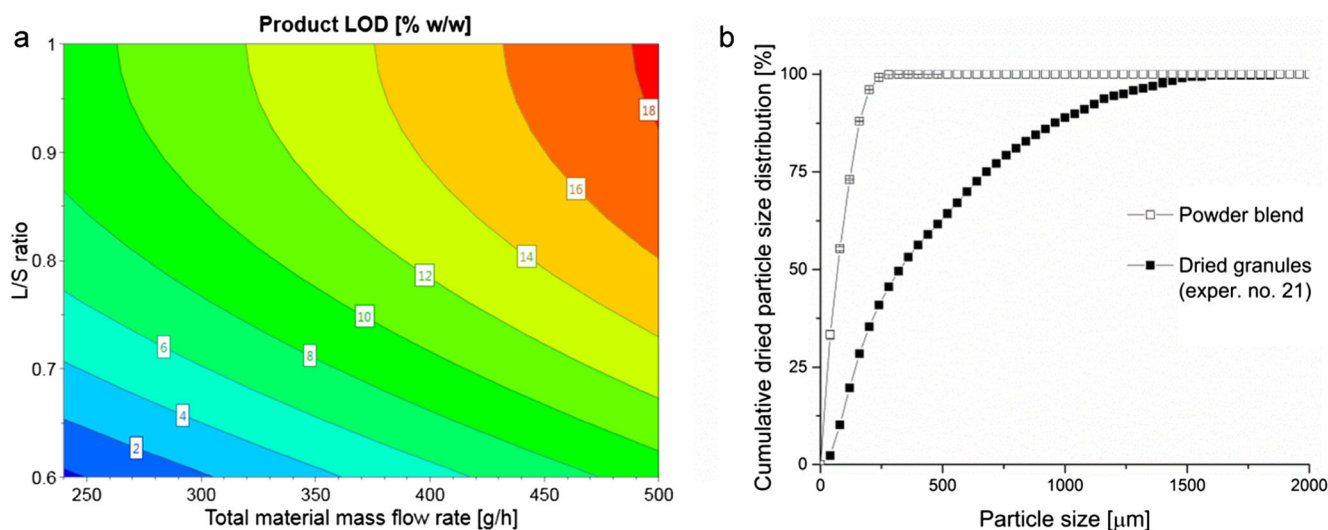 a
Product LOD [% w/w]
L/S ratio
1
0.9
0.8
0.7
0.6
18
16
14
12
10
8
6
4
2
250 300 350 400 450 500
Total material mass flow rate [g/h]
b
Cumulative dried particle size distribution [%]
100
75
50
25
0
Powder blend
Dried granules
(exper. no. 21)
0 500 1000 1500 2000
Particle size [μm]